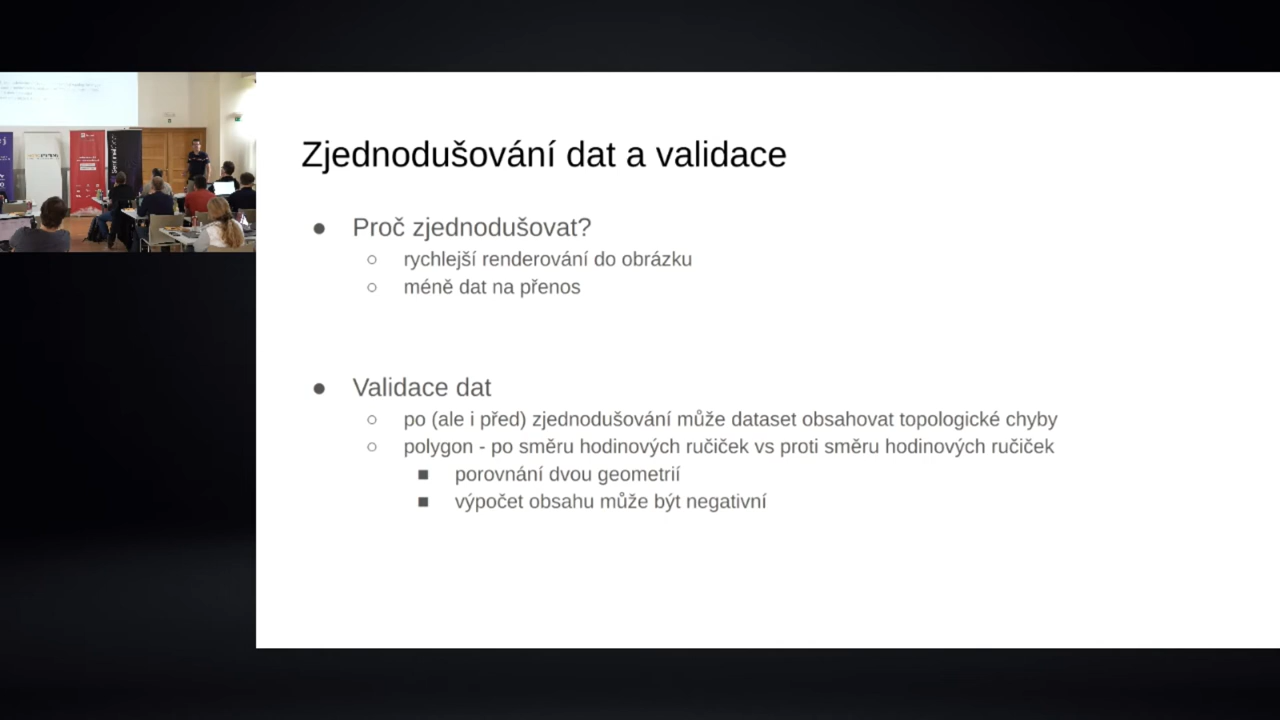 Zjednodušování dat a validace
● Proč zjednodušovat?
○ rychlejší renderování do obrázku
○ méně dat na přenos
● Validace dat
○ po (ale i před) zjednodušování může dataset obsahovat topologické chyby
○ polygon - po směru hodinových ručiček vs proti směru hodinových ručiček
■ porovnání dvou geometrií
■ výpočet obsahu může být negativní